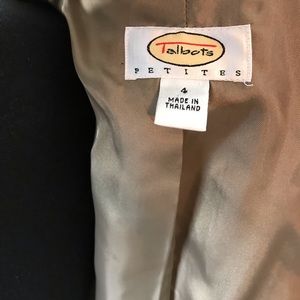 Talbots
PETITES
4
MADE IN
THAILAND